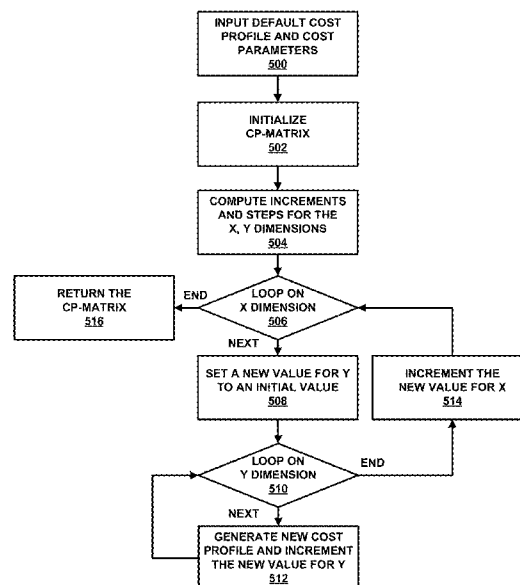 INPUT DEFAULT COST
PROFILE AND COST
PARAMETERS
500
INITIALIZE
CP-MATRIX
502
COMPUTE INCREMENTS
AND STEPS FOR THE
X, Y DIMENSIONS
504
RETURN THE
CP-MATRIX
516
END
LOOP ON
X DIMENSION
506
NEXT
SET A NEW VALUE FOR Y
TO AN INITIAL VALUE
508
INCREMENT THE
NEW VALUE FOR X
514
LOOP ON
Y DIMENSION
510
END
NEXT
GENERATE NEW COST
PROFILE AND INCREMENT
THE NEW VALUE FOR Y
512